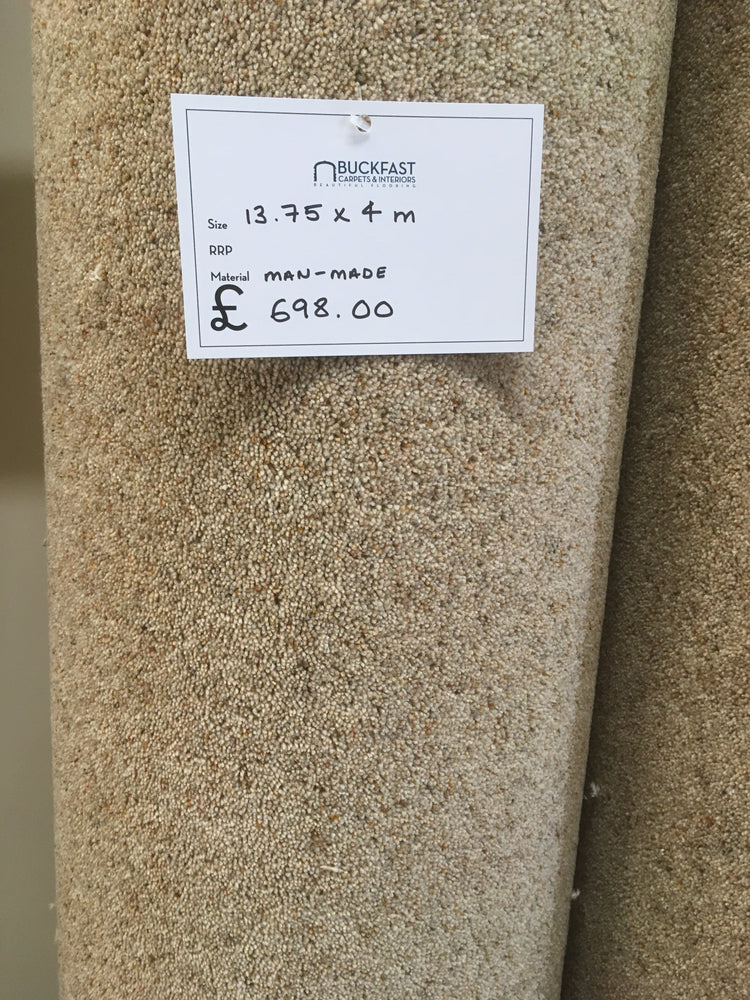 BUCKFAST
CARPETS & INTERIORS
BEAUTIFUL FLOORING
Size 13.75 x 4 m
RRP
Material MAN-MADE
£ 698.00